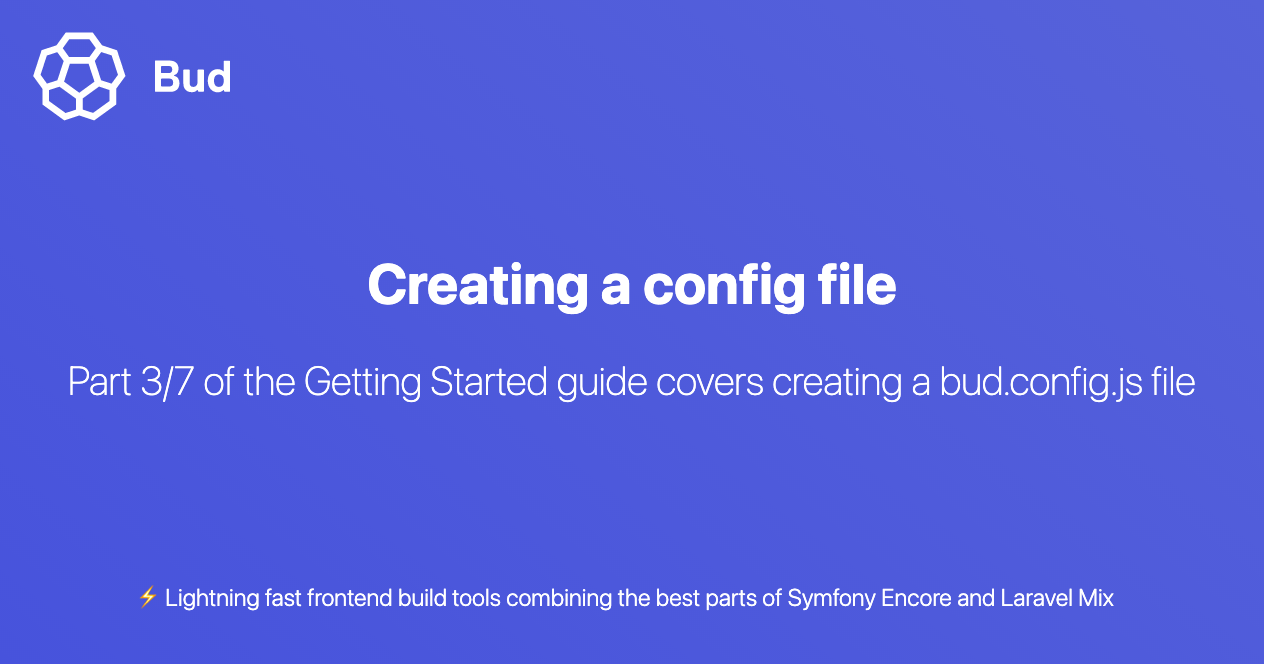 Bud
Creating a config file
Part 3/7 of the Getting Started guide covers creating a bud.config.js file
⚡ Lightning fast frontend build tools combining the best parts of Symfony Encore and Laravel Mix